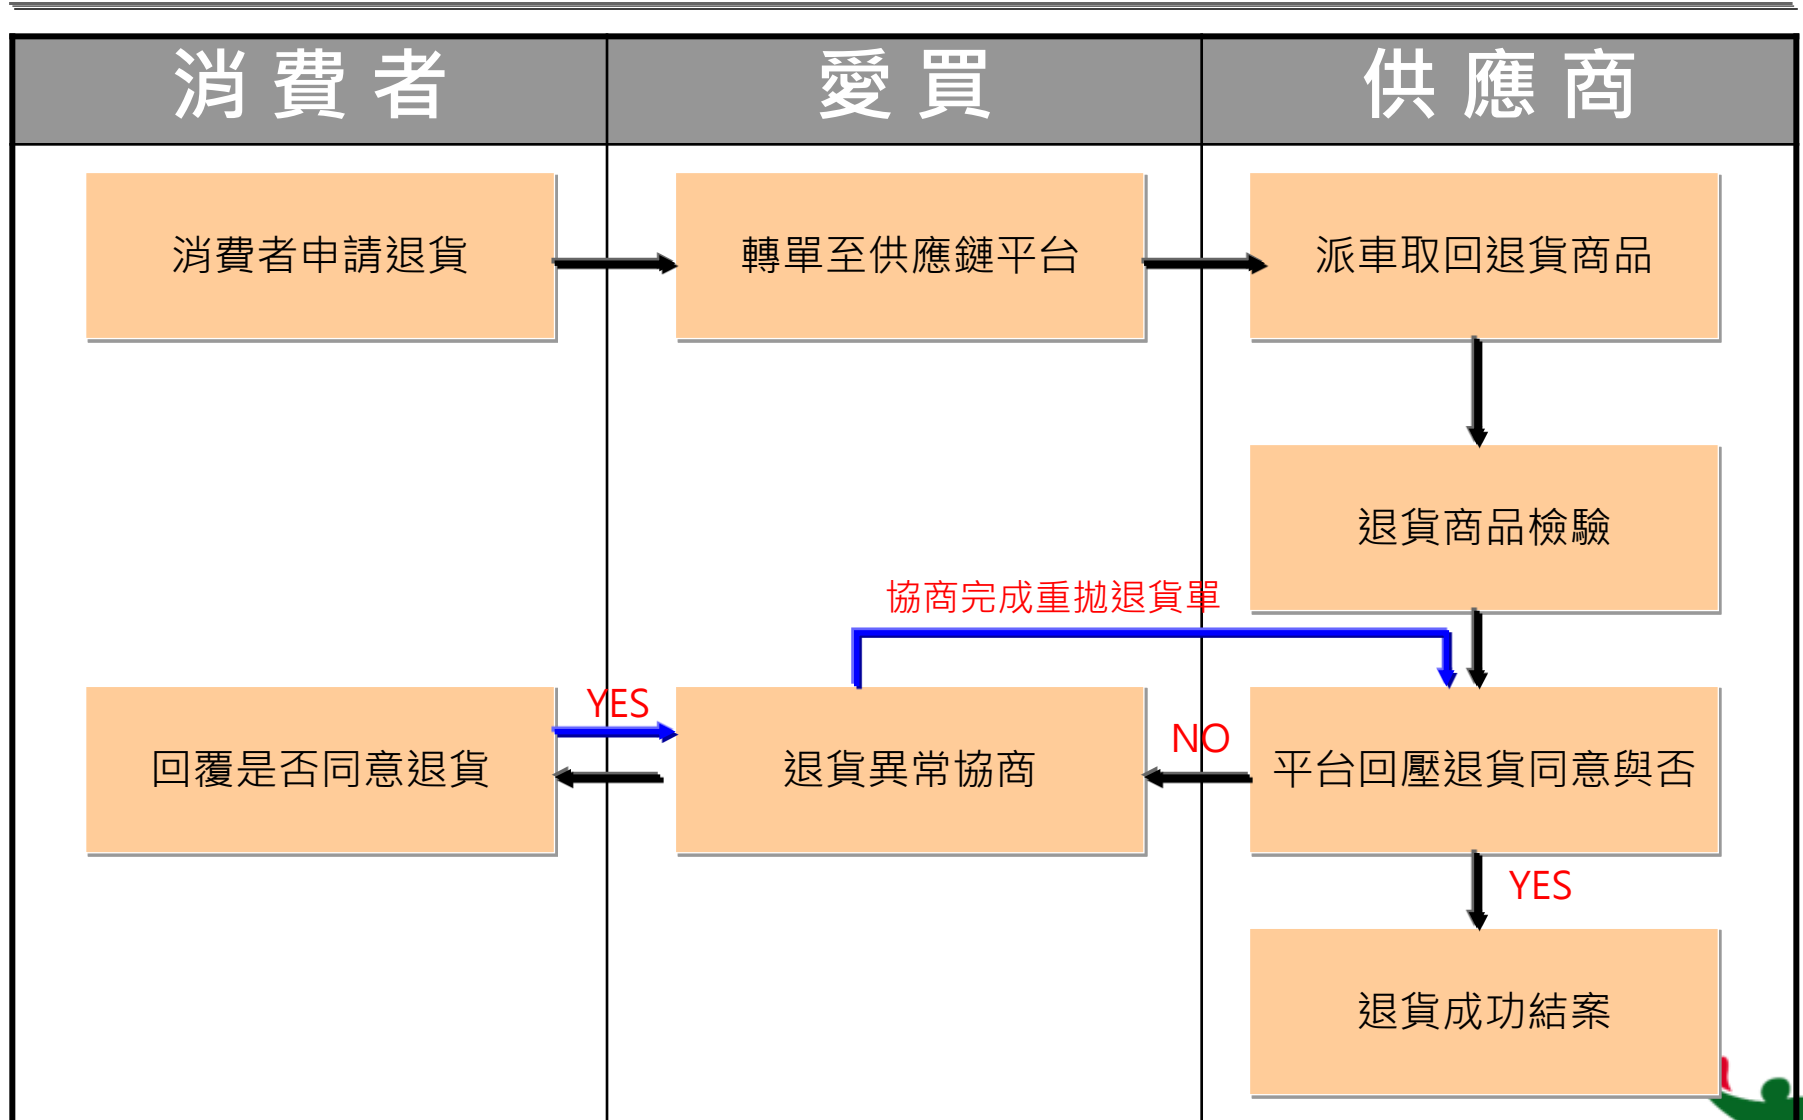 消費者 愛買 供應商
消費者申請退貨 轉單至供應鏈平台 派車取回退貨商品
退貨商品檢驗
協商完成重拋退貨單
YES
NO
回覆是否同意退貨 退貨異常協商 平台回壓退貨同意與否
YES
退貨成功結案